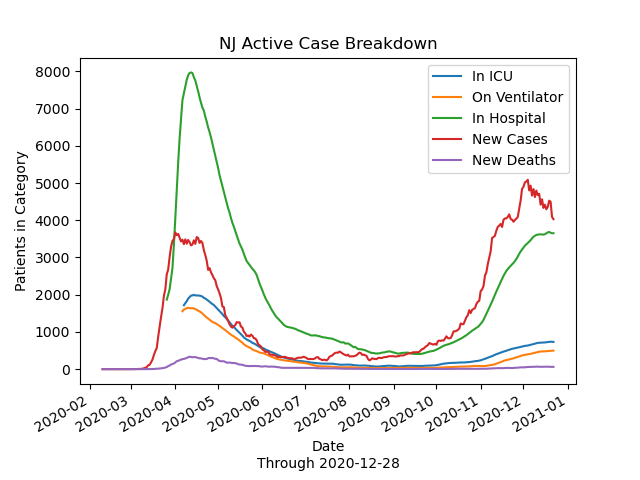 NJ Active Case Breakdown
In ICU
On Ventilator
In Hospital
New Cases
New Deaths
Patients in Category
8000
7000
6000
5000
4000
3000
2000
1000
0
2020-02
2020-03
2020-04
2020-05
2020-06
2020-07
2020-08
2020-09
2020-10
2020-11
2020-12
2021-01
Date
Through 2020-12-28